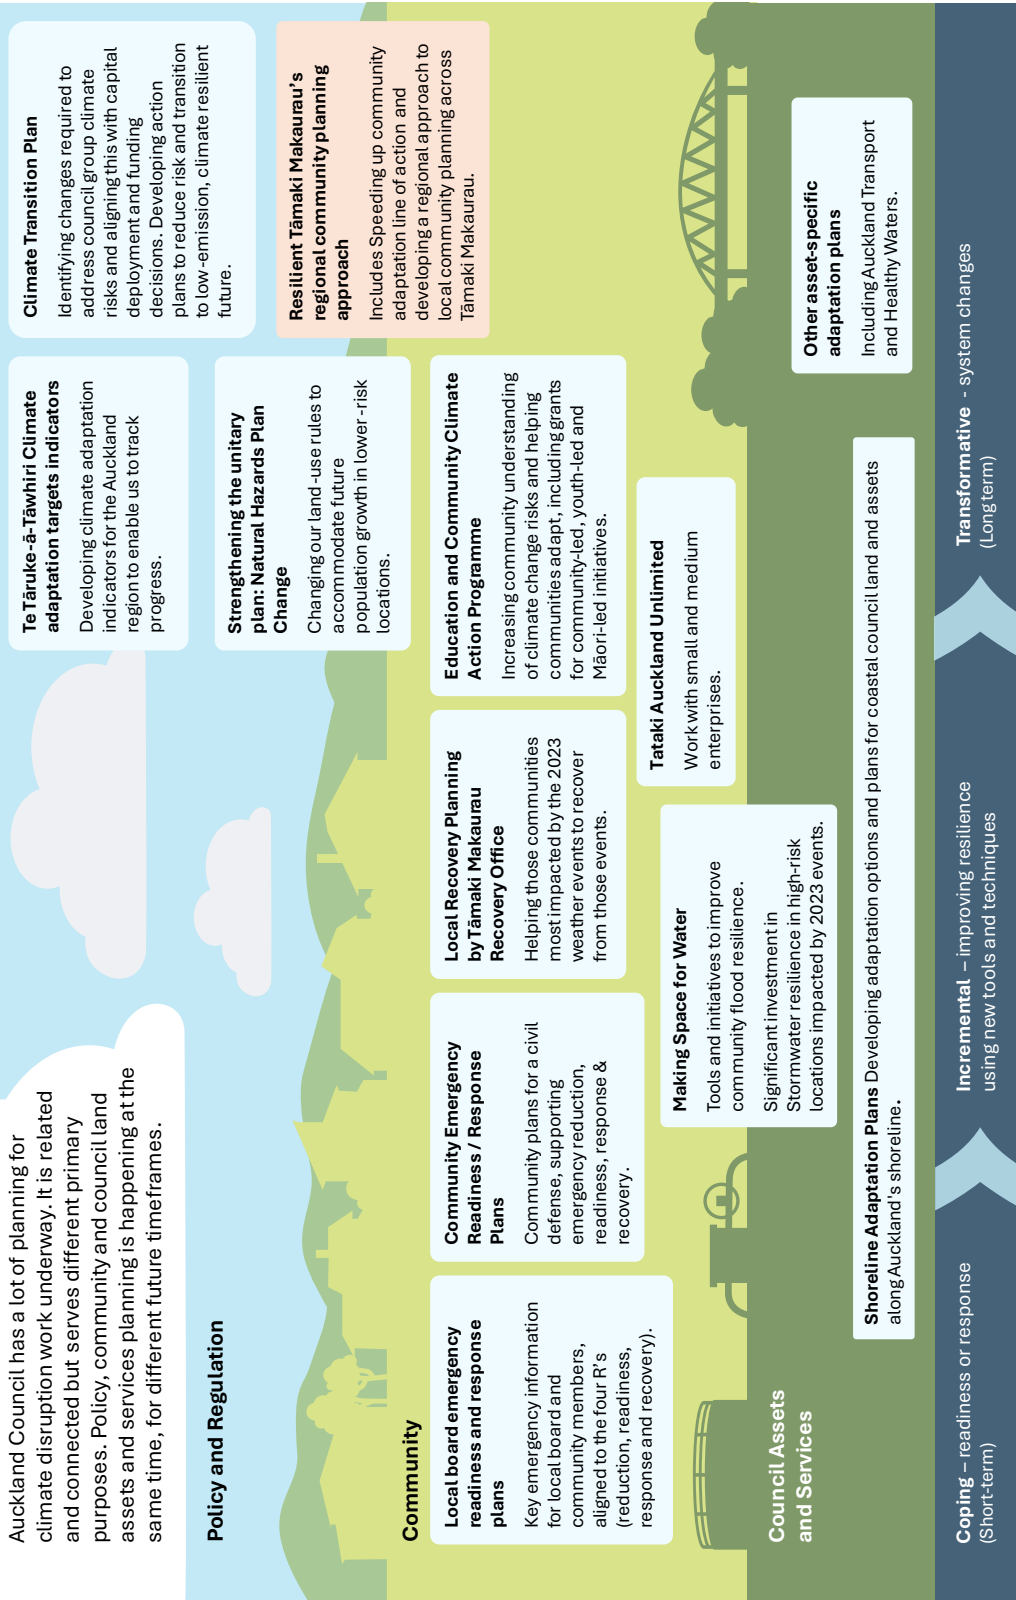 Auckland Council has a lot of planning for
climate disruption work underway. It is related
and connected but serves different primary
purposes. Policy, community and council land
assets and services planning is happening at the
same time, for different future timeframes.
Policy and Regulation
Te Tāruke-ā-Tāwhiri Climate
adaptation targets indicators
Developing climate adaptation
indicators for the Auckland
region to enable us to track
progress.
Climate Transition Plan
Identifying changes required to
address council group climate
risks and aligning this with capital
deployment and funding
decisions. Developing action
plans to reduce risk and transition
to low-emission, climate resilient
future.
Strengthening the unitary
plan: Natural Hazards Plan
Change
Changing our land-use rules to
accommodate future
population growth in lower-risk
locations.
Resilient Tāmaki Makaurau’s
regional community planning
approach
Includes Speeding up community
adaptation line of action and
developing a regional approach to
local community planning across
Tāmaki Makaurau.
Community
Local board emergency
readiness and response
plans
Key emergency information
for local board and
community members,
aligned to the four R’s
(reduction, readiness,
response and recovery).
Community Emergency
Readiness / Response
Plans
Community plans for a civil
defense, supporting
emergency reduction,
readiness, response &
recovery.
Local Recovery Planning
by Tāmaki Makaurau
Recovery Office
Helping those communities
most impacted by the 2023
weather events to recover
from those events.
Education and Community Climate
Action Programme
Increasing community understanding
of climate change risks and helping
communities adapt, including grants
for community-led, youth-led and
Māori-led initiatives.
Tataki Auckland Unlimited
Work with small and medium
enterprises.
Making Space for Water
Tools and initiatives to improve
community flood resilience.
Significant investment in
Stormwater resilience in high-risk
locations impacted by 2023 events.
Council Assets
and Services
Other asset-specific
adaptation plans
Including Auckland Transport
and Healthy Waters.
Shoreline Adaptation Plans Developing adaptation options and plans for coastal council land and assets
along Auckland's shoreline.
Coping – readiness or response
(Short-term)
Incremental – improving resilience
using new tools and techniques
Transformative - system changes
(Long term)